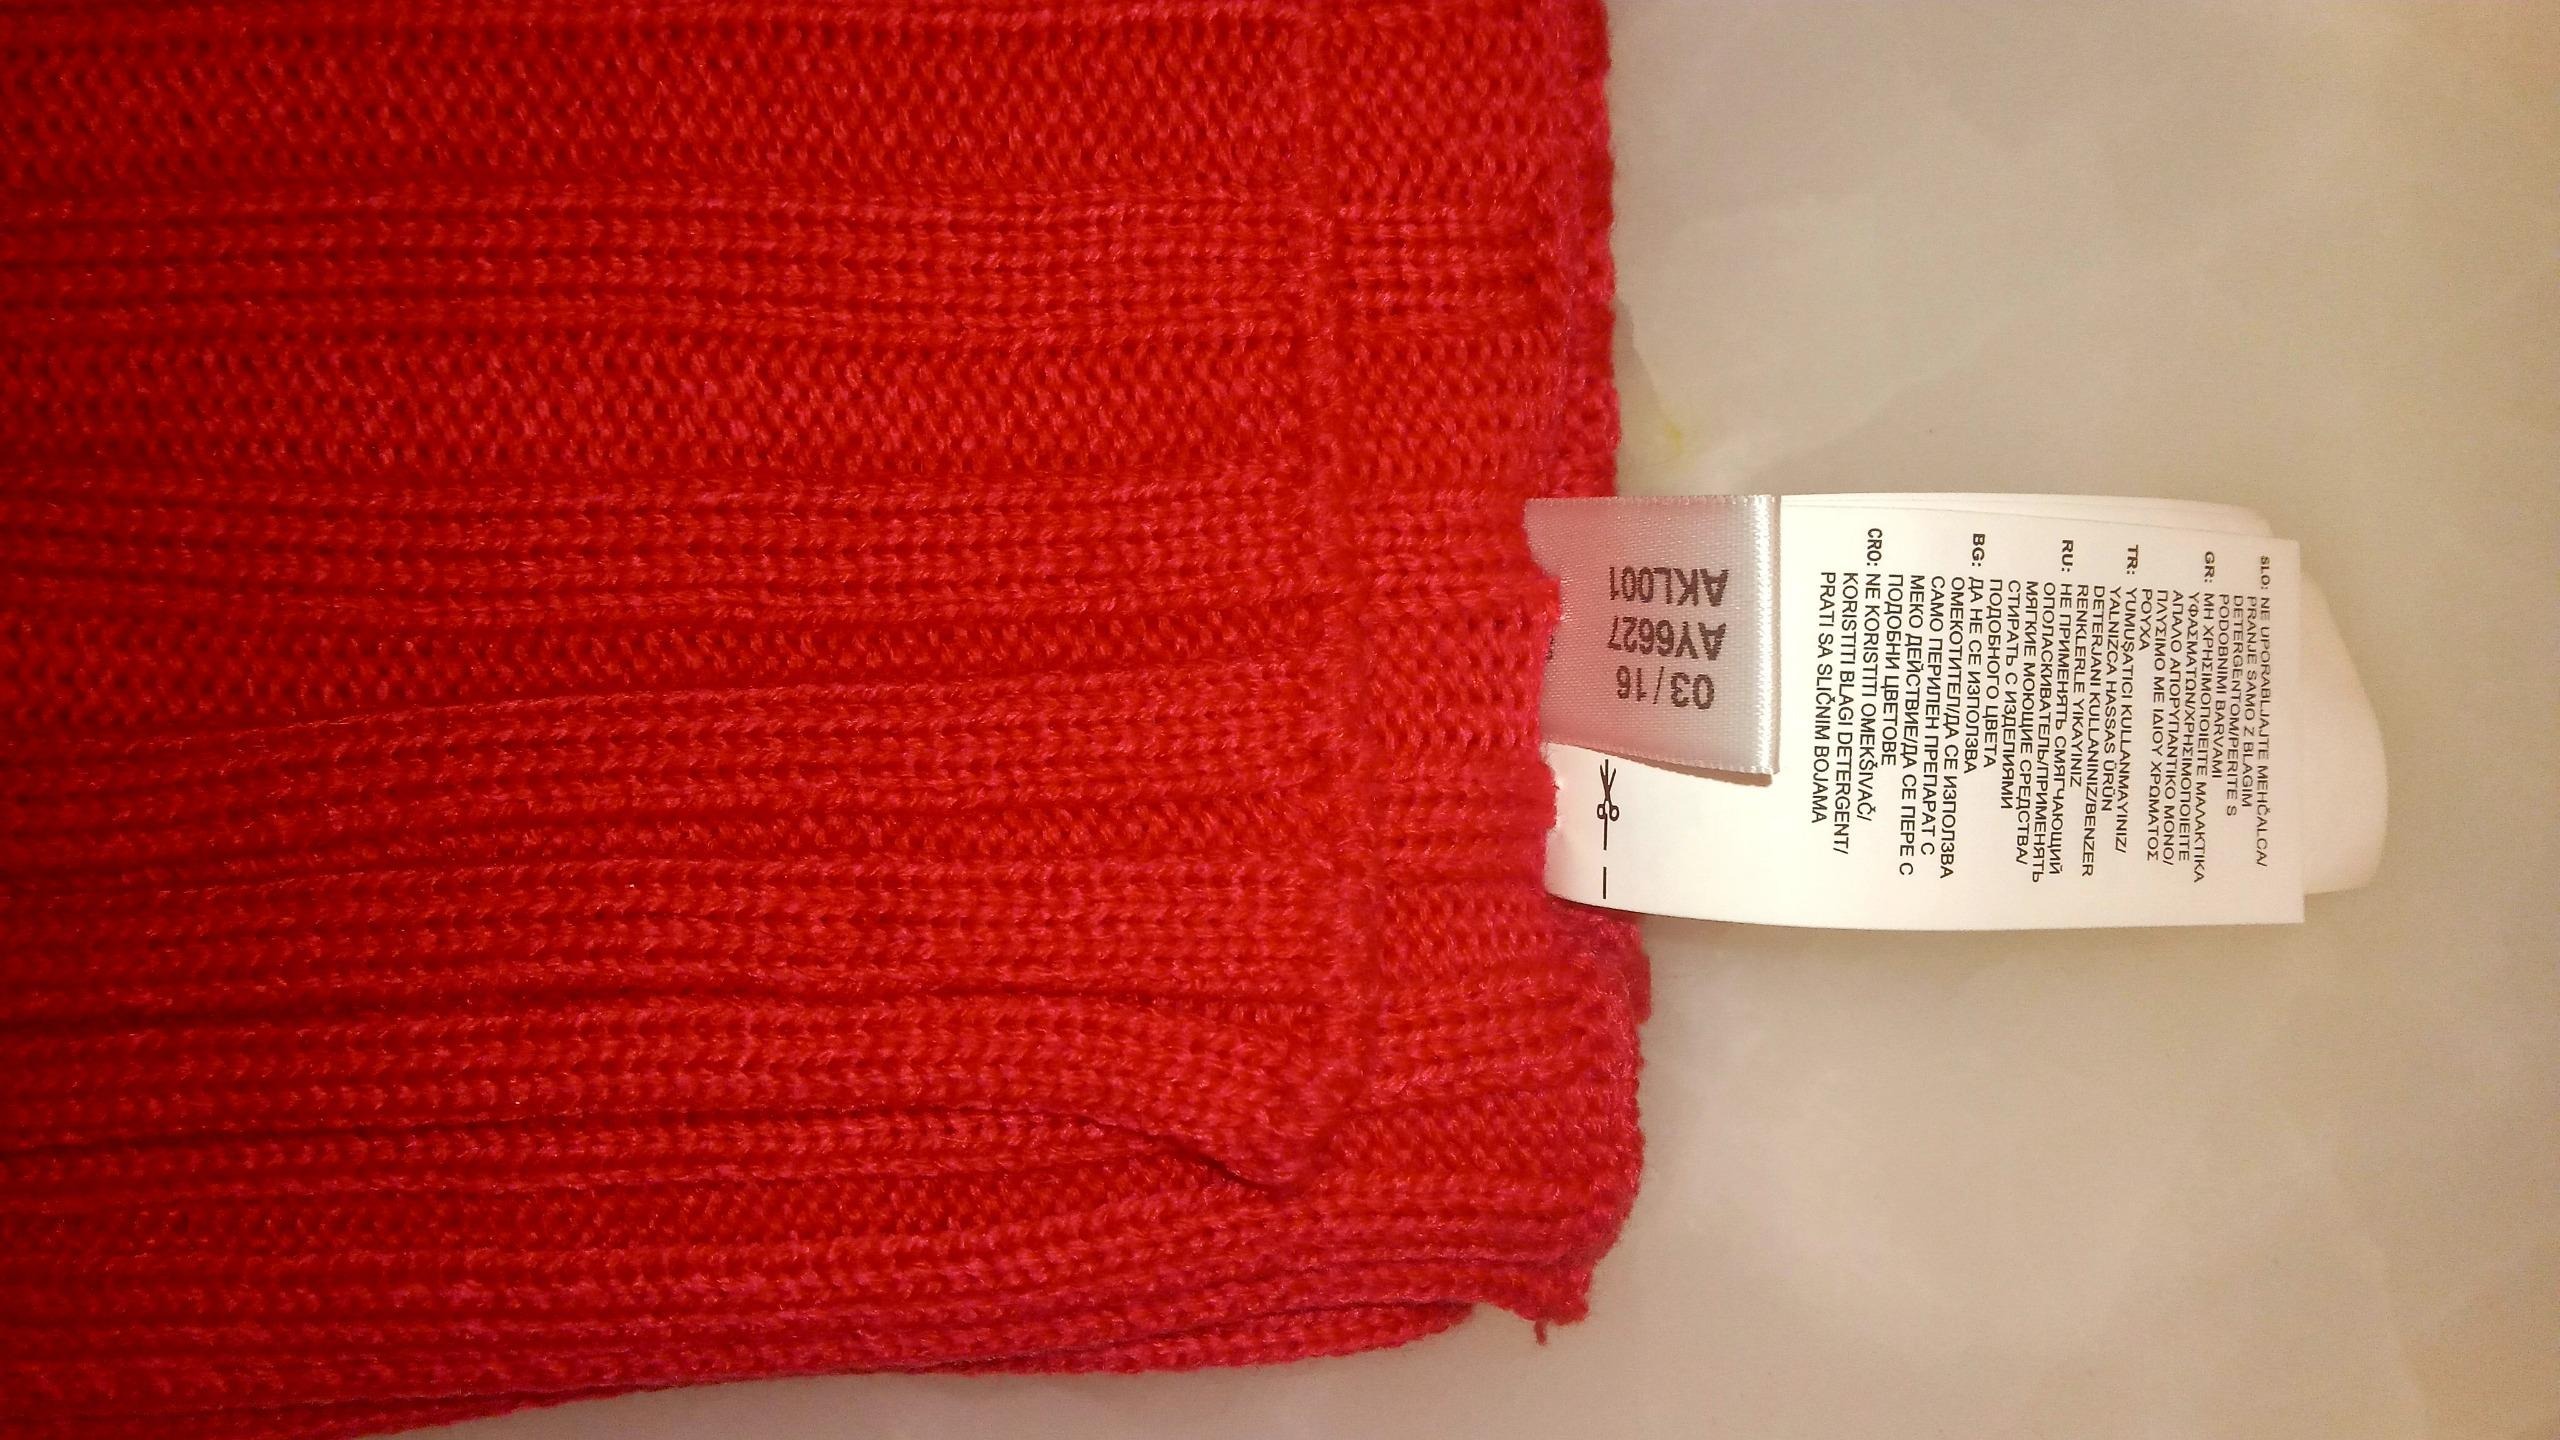 03/16
AY6627
AKL001
SLO: NE UPORABLJAJTE MEHČALCA/
PRANJE SAMO Z BLAGIM
DETERGENTOM/PERITE S
PODOBNIMI BARVAMI
GR: ΜΗ ΧΡΗΣΙΜΟΠΟΙΕΙΤΕ ΜΑΛΑΚΤΙΚΑ
ΥΦΑΣΜΑΤΩΝ/ΧΡΗΣΙΜΟΠΟΙΕΙΤΕ
ΑΠΑΛΟ ΑΠΟΡΥΠΑΝΤΙΚΟ ΜΟΝΟ/
ΠΛΥΣΙΜΟ ΜΕ ΙΔΙΟΥ ΧΡΩΜΑΤΟΣ
ΡΟΥΧΑ
TR: YUMUŞATICI KULLANMAYINIZ/
YALNIZCA HASSAS ÜRÜN
DETERJANI KULLANINIZ/BENZER
RENKLERLE YIKAYINIZ
RU: НЕ ПРИМЕНЯТЬ СМЯГЧАЮЩИЙ
ОПОЛАСКИВАТЕЛЬ/ПРИМЕНЯТЬ
МЯГКИЕ МОЮЩИЕ СРЕДСТВА/
СТИРАТЬ С ИЗДЕЛИЯМИ
ПОДОБНОГО ЦВЕТА
BG: ДА НЕ СЕ ИЗПОЛЗВА
ОМЕКОТИТЕЛ/ДА СЕ ИЗПОЛЗВА
САМО ПЕРИЛЕН ПРЕПАРАТ С
МЕКО ДЕЙСТВИЕ/ДА СЕ ПЕРЕ С
ПОДОБНИ ЦВЕТОВЕ
CRO: NE KORISTITI OMEKŠIVAČ/
KORISTITI BLAGI DETERGENT/
PRATI SA SLIČNIM BOJAMA